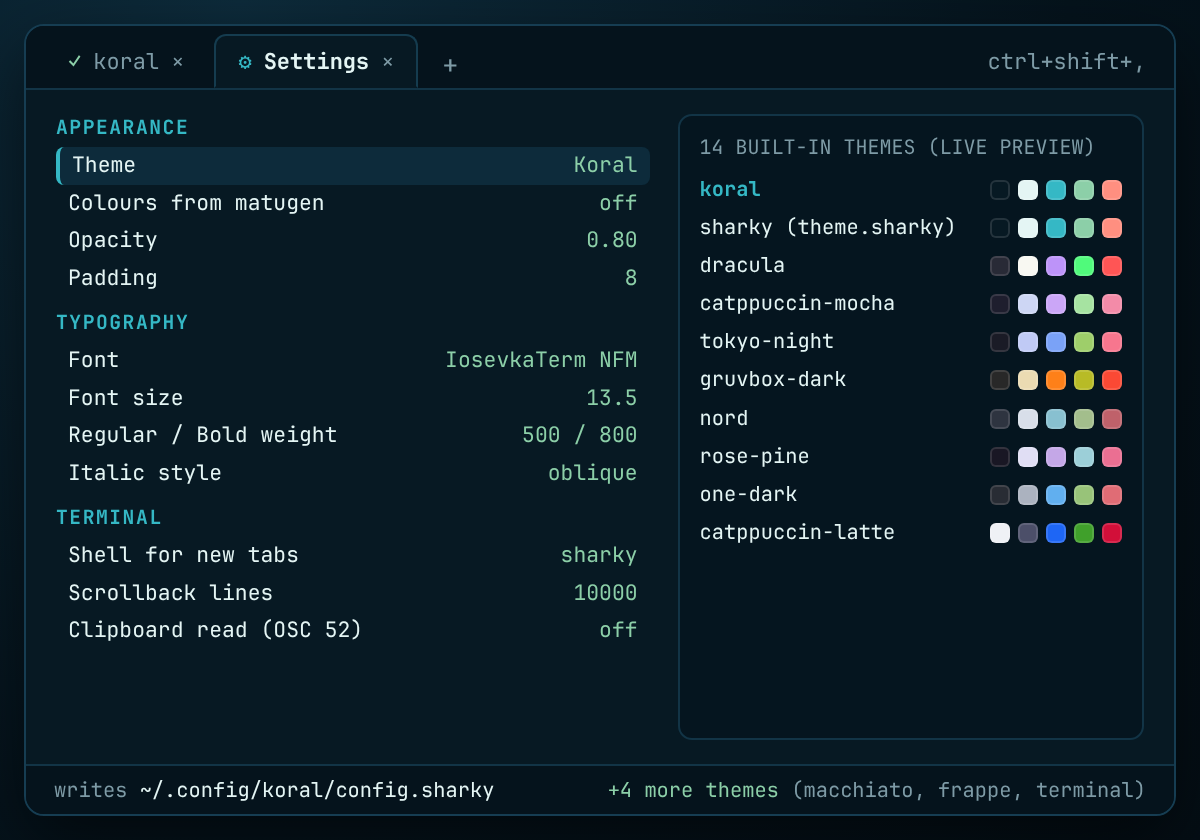 ✓ koral × ⚙ Settings × + ctrl+shift+,
APPEARANCE
Theme Koral
Colours from matugen off
Opacity 0.80
Padding 8
TYPOGRAPHY
Font IosevkaTerm NFM
Font size 13.5
Regular / Bold weight 500 / 800
Italic style oblique
TERMINAL
Shell for new tabs sharky
Scrollback lines 10000
Clipboard read (OSC 52) off
14 BUILT-IN THEMES (LIVE PREVIEW)
koral
sharky (theme.sharky)
dracula
catppuccin-mocha
tokyo-night
gruvbox-dark
nord
rose-pine
one-dark
catppuccin-latte
writes ~/.config/koral/config.sharky
+4 more themes (macchiato, frappe, terminal)